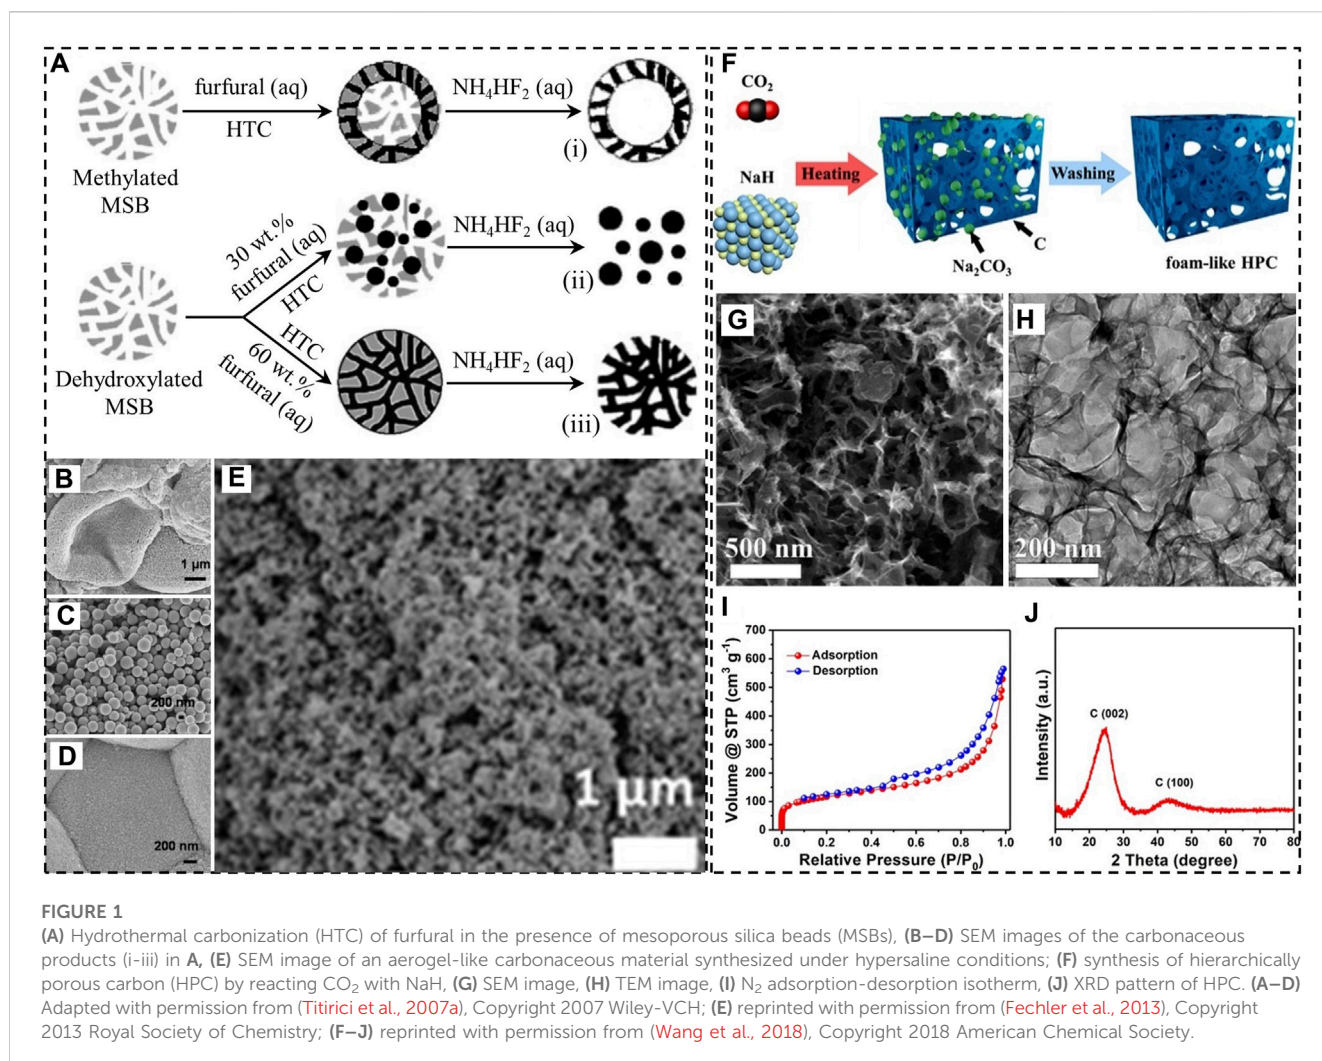 A
furfural (aq)
HTC
NH₄HF₂ (aq)
(i)
Methylated
MSB
30 wt.%
furfural (aq)
HTC
NH₄HF₂ (aq)
(ii)
Dehydroxylated
MSB
HTC
60 wt.%
furfural (aq)
NH₄HF₂ (aq)
(iii)
B
1 µm
C
200 nm
D
200 nm
E
1 µm
F
CO₂
NaH
Heating
Washing
C
Na₂CO₃
foam-like HPC
G
500 nm
H
200 nm
I
Volume @ STP (cm³ g⁻¹)
700
600
500
400
300
200
100
0
Adsorption
Desorption
0.0 0.2 0.4 0.6 0.8 1.0
Relative Pressure (P/P₀)
J
Intensity (a.u.)
C (002)
C (100)
10 20 30 40 50 60 70 80
2 Theta (degree)
FIGURE 1
(A) Hydrothermal carbonization (HTC) of furfural in the presence of mesoporous silica beads (MSBs), (B–D) SEM images of the carbonaceous
products (i-iii) in A, (E) SEM image of an aerogel-like carbonaceous material synthesized under hypersaline conditions; (F) synthesis of hierarchically
porous carbon (HPC) by reacting CO₂ with NaH, (G) SEM image, (H) TEM image, (I) N₂ adsorption-desorption isotherm, (J) XRD pattern of HPC. (A–D)
Adapted with permission from (Titirici et al., 2007a), Copyright 2007 Wiley-VCH; (E) reprinted with permission from (Fechler et al., 2013), Copyright
2013 Royal Society of Chemistry; (F–J) reprinted with permission from (Wang et al., 2018), Copyright 2018 American Chemical Society.